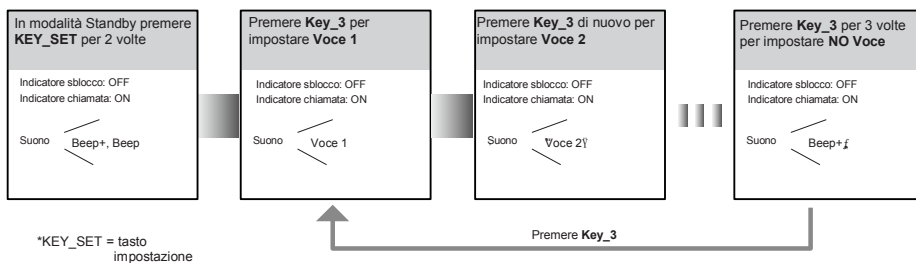 In modalità Standby premere
KEY_SET per 2 volte
Indicatore sblocco: OFF
Indicatore chiamata: ON
Suono
Beep+, Beep
Premere Key_3 per
impostare Voce 1
Indicatore sblocco: OFF
Indicatore chiamata: ON
Suono
Voce 1
Premere Key_3 di nuovo per
impostare Voce 2
Indicatore sblocco: OFF
Indicatore chiamata: ON
Suono
Voce 2
Premere Key_3 per 3 volte
per impostare NO Voce
Indicatore sblocco: OFF
Indicatore chiamata: ON
Suono
Beep+
Premere Key_3
*KEY_SET = tasto
impostazione